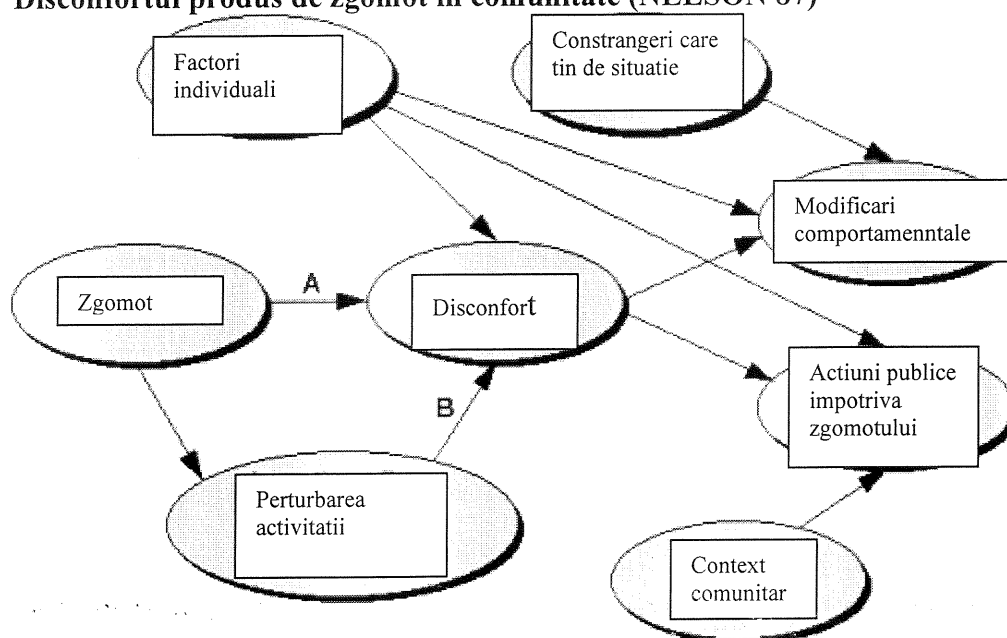 Disconfortul produs de zgomot in comunitate (NELSON 87)
Factori
individuali
Constrangeri care
tin de situatie
Modificari
comportamenntale
Zgomot
A
Disconfort
Actiuni publice
impotriva
zgomotului
B
Perturbarea
activitatii
Context
comunitar